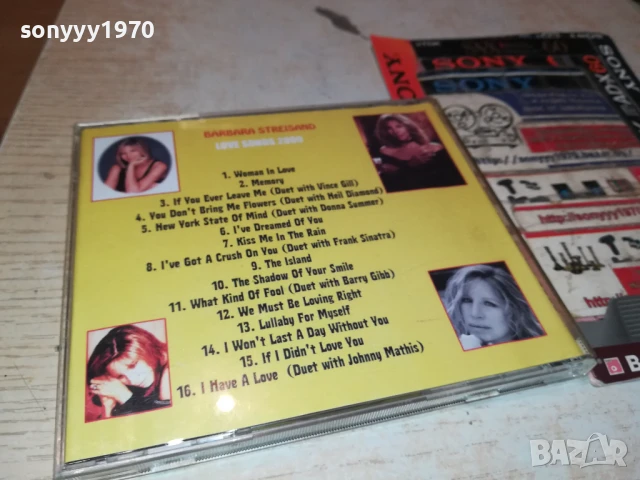 sonyyy1970
BARBARA STREISAND
LOVE SONGS 2009
1. Woman In Love
2. Memory
3. If You Ever Leave Me (Duet with Vince Gill)
4. You Don't Bring Me Flowers (Duet with Neil Diamond)
5. New York State Of Mind (Duet with Donna Summer)
6. I've Dreamed Of You
7. Kiss Me In The Rain
8. I've Got A Crush On You (Duet with Frank Sinatra)
9. The Island
10. The Shadow Of Your Smile
11. What Kind Of Fool (Duet with Barry Gibb)
12. We Must Be Loving Right
13. Lullaby For Myself
14. I Won't Last A Day Without You
15. If I Didn't Love You
16. I Have A Love (Duet with Johnny Mathis)
SONY
SONY
BAZAR